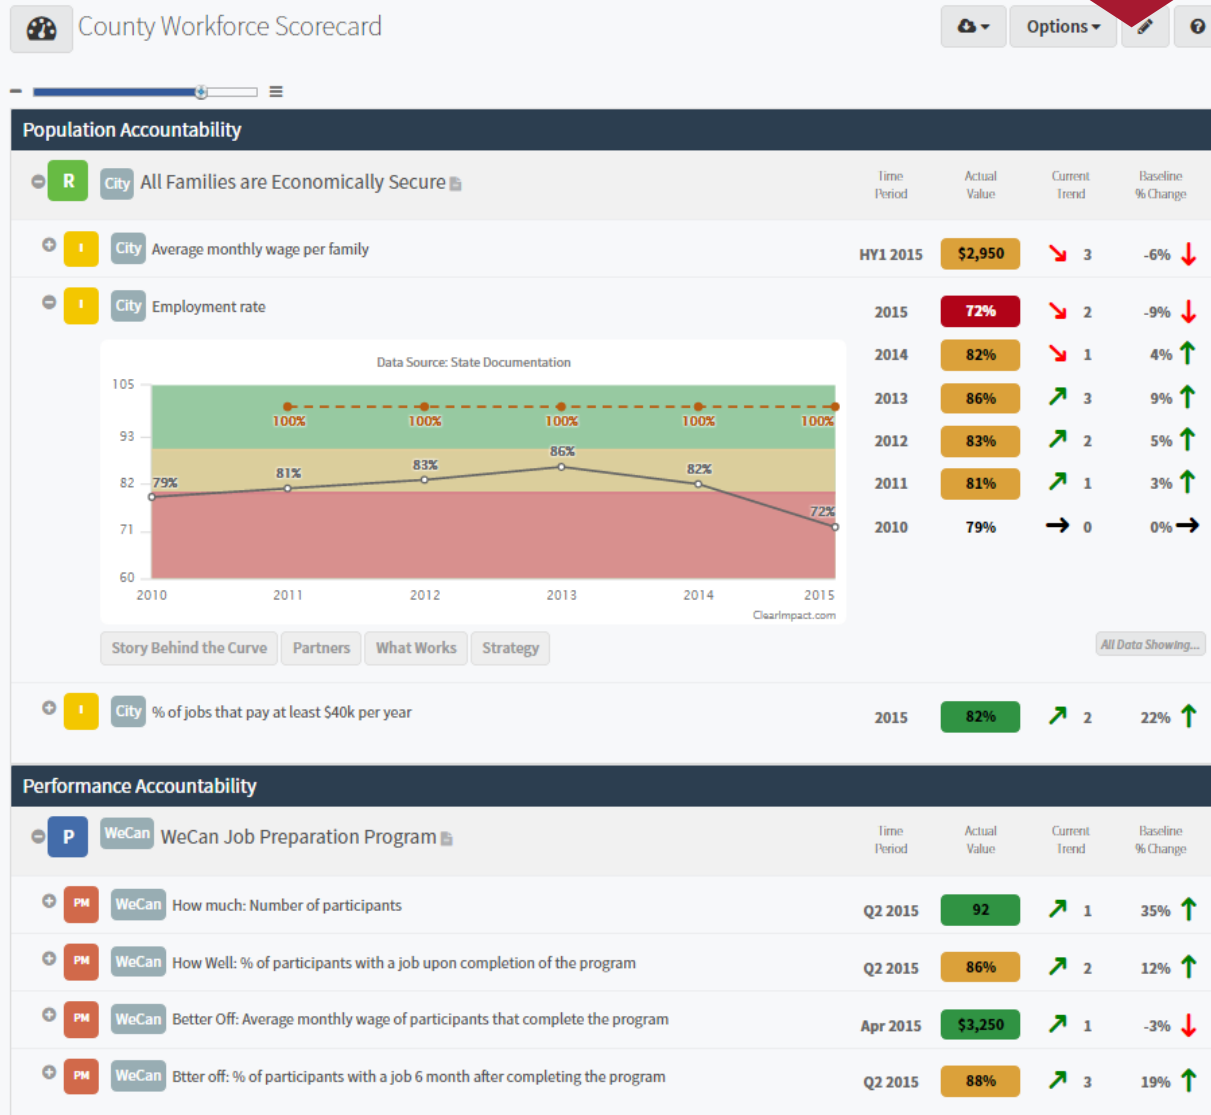 County Workforce Scorecard
Options
Population Accountability
R City All Families are Economically Secure
Time Period Actual Value Current Trend Baseline % Change
I City Average monthly wage per family HY1 2015 $2,950 3 -6%
I City Employment rate 2015 72% 2 -9%
2014 82% 1 4%
2013 86% 3 9%
2012 83% 2 5%
2011 81% 1 3%
2010 79% 0 0%
Data Source: State Documentation
105
93
82
71
60
100% 100% 100% 100% 100%
79% 81% 83% 86% 82% 72%
2010 2011 2012 2013 2014 2015
ClearImpact.com
Story Behind the Curve Partners What Works Strategy
All Data Showing...
I City % of jobs that pay at least $40k per year 2015 82% 2 22%
Performance Accountability
P WeCan WeCan Job Preparation Program
Time Period Actual Value Current Trend Baseline % Change
PM WeCan How much: Number of participants Q2 2015 92 1 35%
PM WeCan How Well: % of participants with a job upon completion of the program Q2 2015 86% 2 12%
PM WeCan Better Off: Average monthly wage of participants that complete the program Apr 2015 $3,250 1 -3%
PM WeCan Btter off: % of participants with a job 6 month after completing the program Q2 2015 88% 3 19%